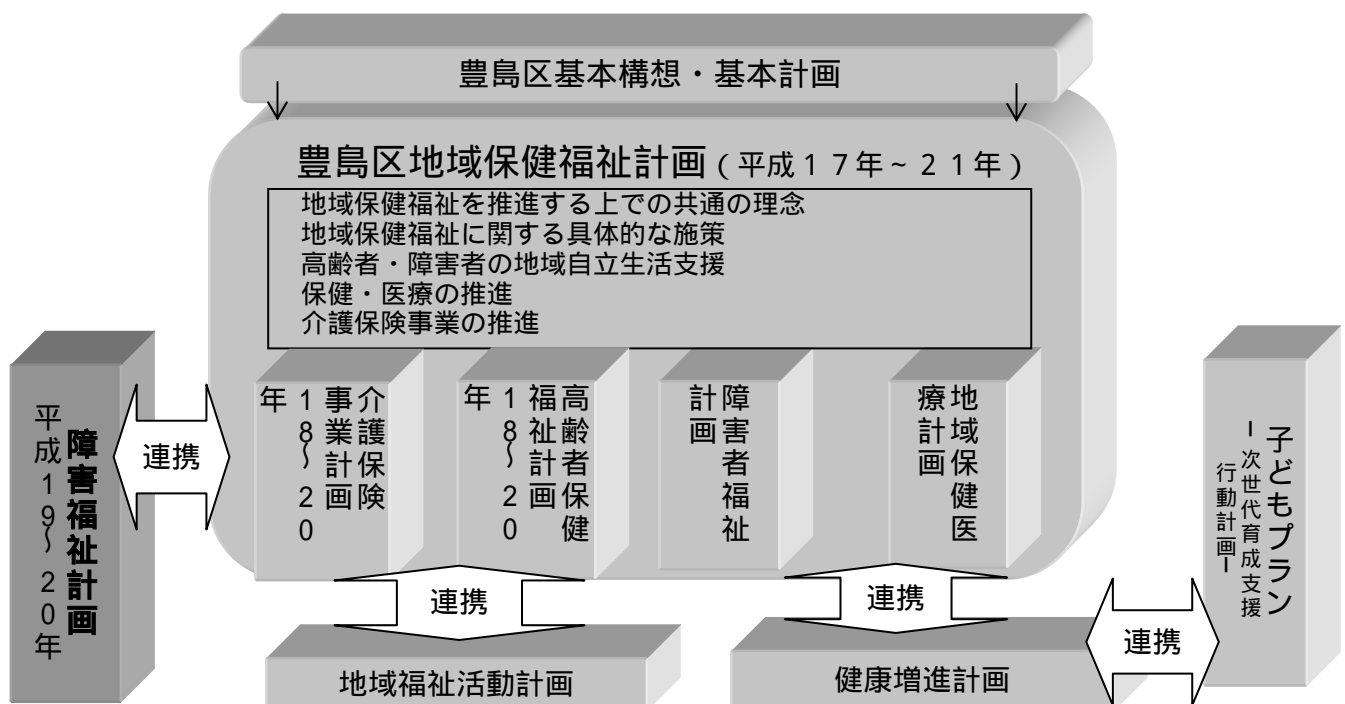 豊島区基本構想・基本計画
豊島区地域保健福祉計画（平成１７年～２１年）
地域保健福祉を推進する上での共通の理念
地域保健福祉に関する具体的な施策
高齢者・障害者の地域自立生活支援
保健・医療の推進
介護保険事業の推進
障害福祉計画
平成１９～２０年
連携
介護保険
事業計画
１８～２０
年
高齢者保健
福祉計画
１８～２０
年
障害者福祉
計画
地域保健医
療計画
子どもプラン
－次世代育成支援
行動計画－
連携
連携
連携
地域福祉活動計画
健康増進計画